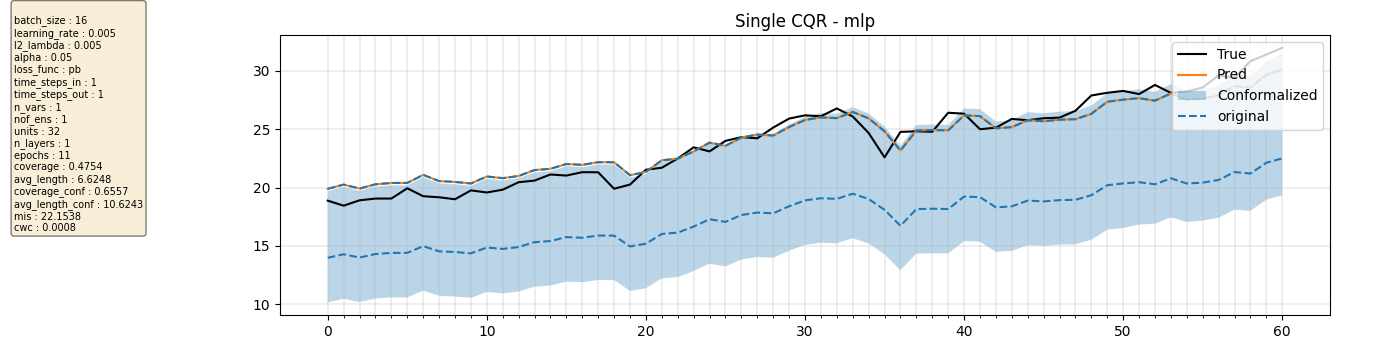 batch_size : 16
learning_rate : 0.005
l2_lambda : 0.005
alpha : 0.05
loss_func : pb
time_steps_in : 1
time_steps_out : 1
n_vars : 1
nof_ens : 1
units : 32
n_layers : 1
epochs : 11
coverage : 0.4754
avg_length : 6.6248
coverage_conf : 0.6557
avg_length_conf : 10.6243
mis : 22.1538
cwc : 0.0008
Single CQR - mlp
True
Pred
Conformalized
original
30
25
20
15
10
0 10 20 30 40 50 60